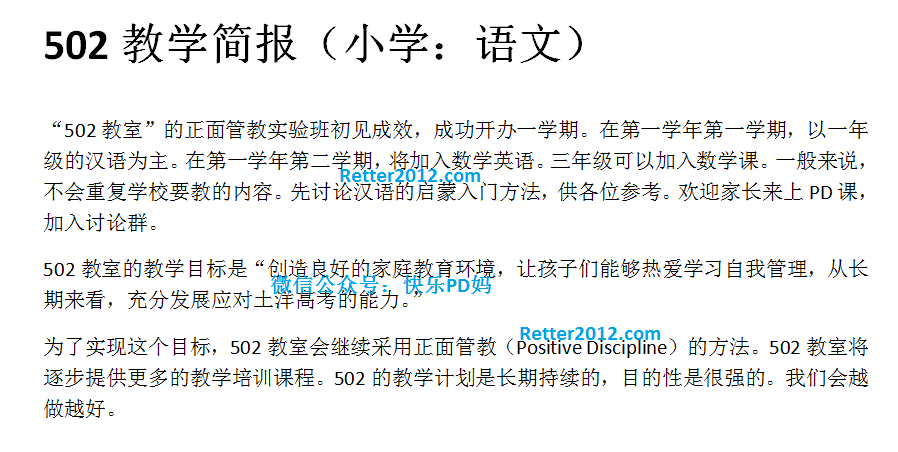 502 教学简报（小学：语文）
“502 教室”的正面管教实验班初见成效，成功开办一学期。在第一学年第一学期，以一年
级的汉语为主。在第一学年第二学期，将加入数学英语。三年级可以加入数学课。一般来说，
Retter2012.com
不会重复学校要教的内容。先讨论汉语的启蒙入门方法，供各位参考。欢迎家长来上 PD 课，
加入讨论群。
502 教室的教学目标是“创造良好的家庭教育环境，让孩子们能够热爱学习自我管理，从长
微信公众号：快乐PD妈
期来看，充分发展应对土洋高考的能力。”
Retter2012.com
为了实现这个目标，502 教室会继续采用正面管教（Positive Discipline）的方法。502 教室将
逐步提供更多的教学培训课程。502 的教学计划是长期持续的，目的性是很强的。我们会越
做越好。